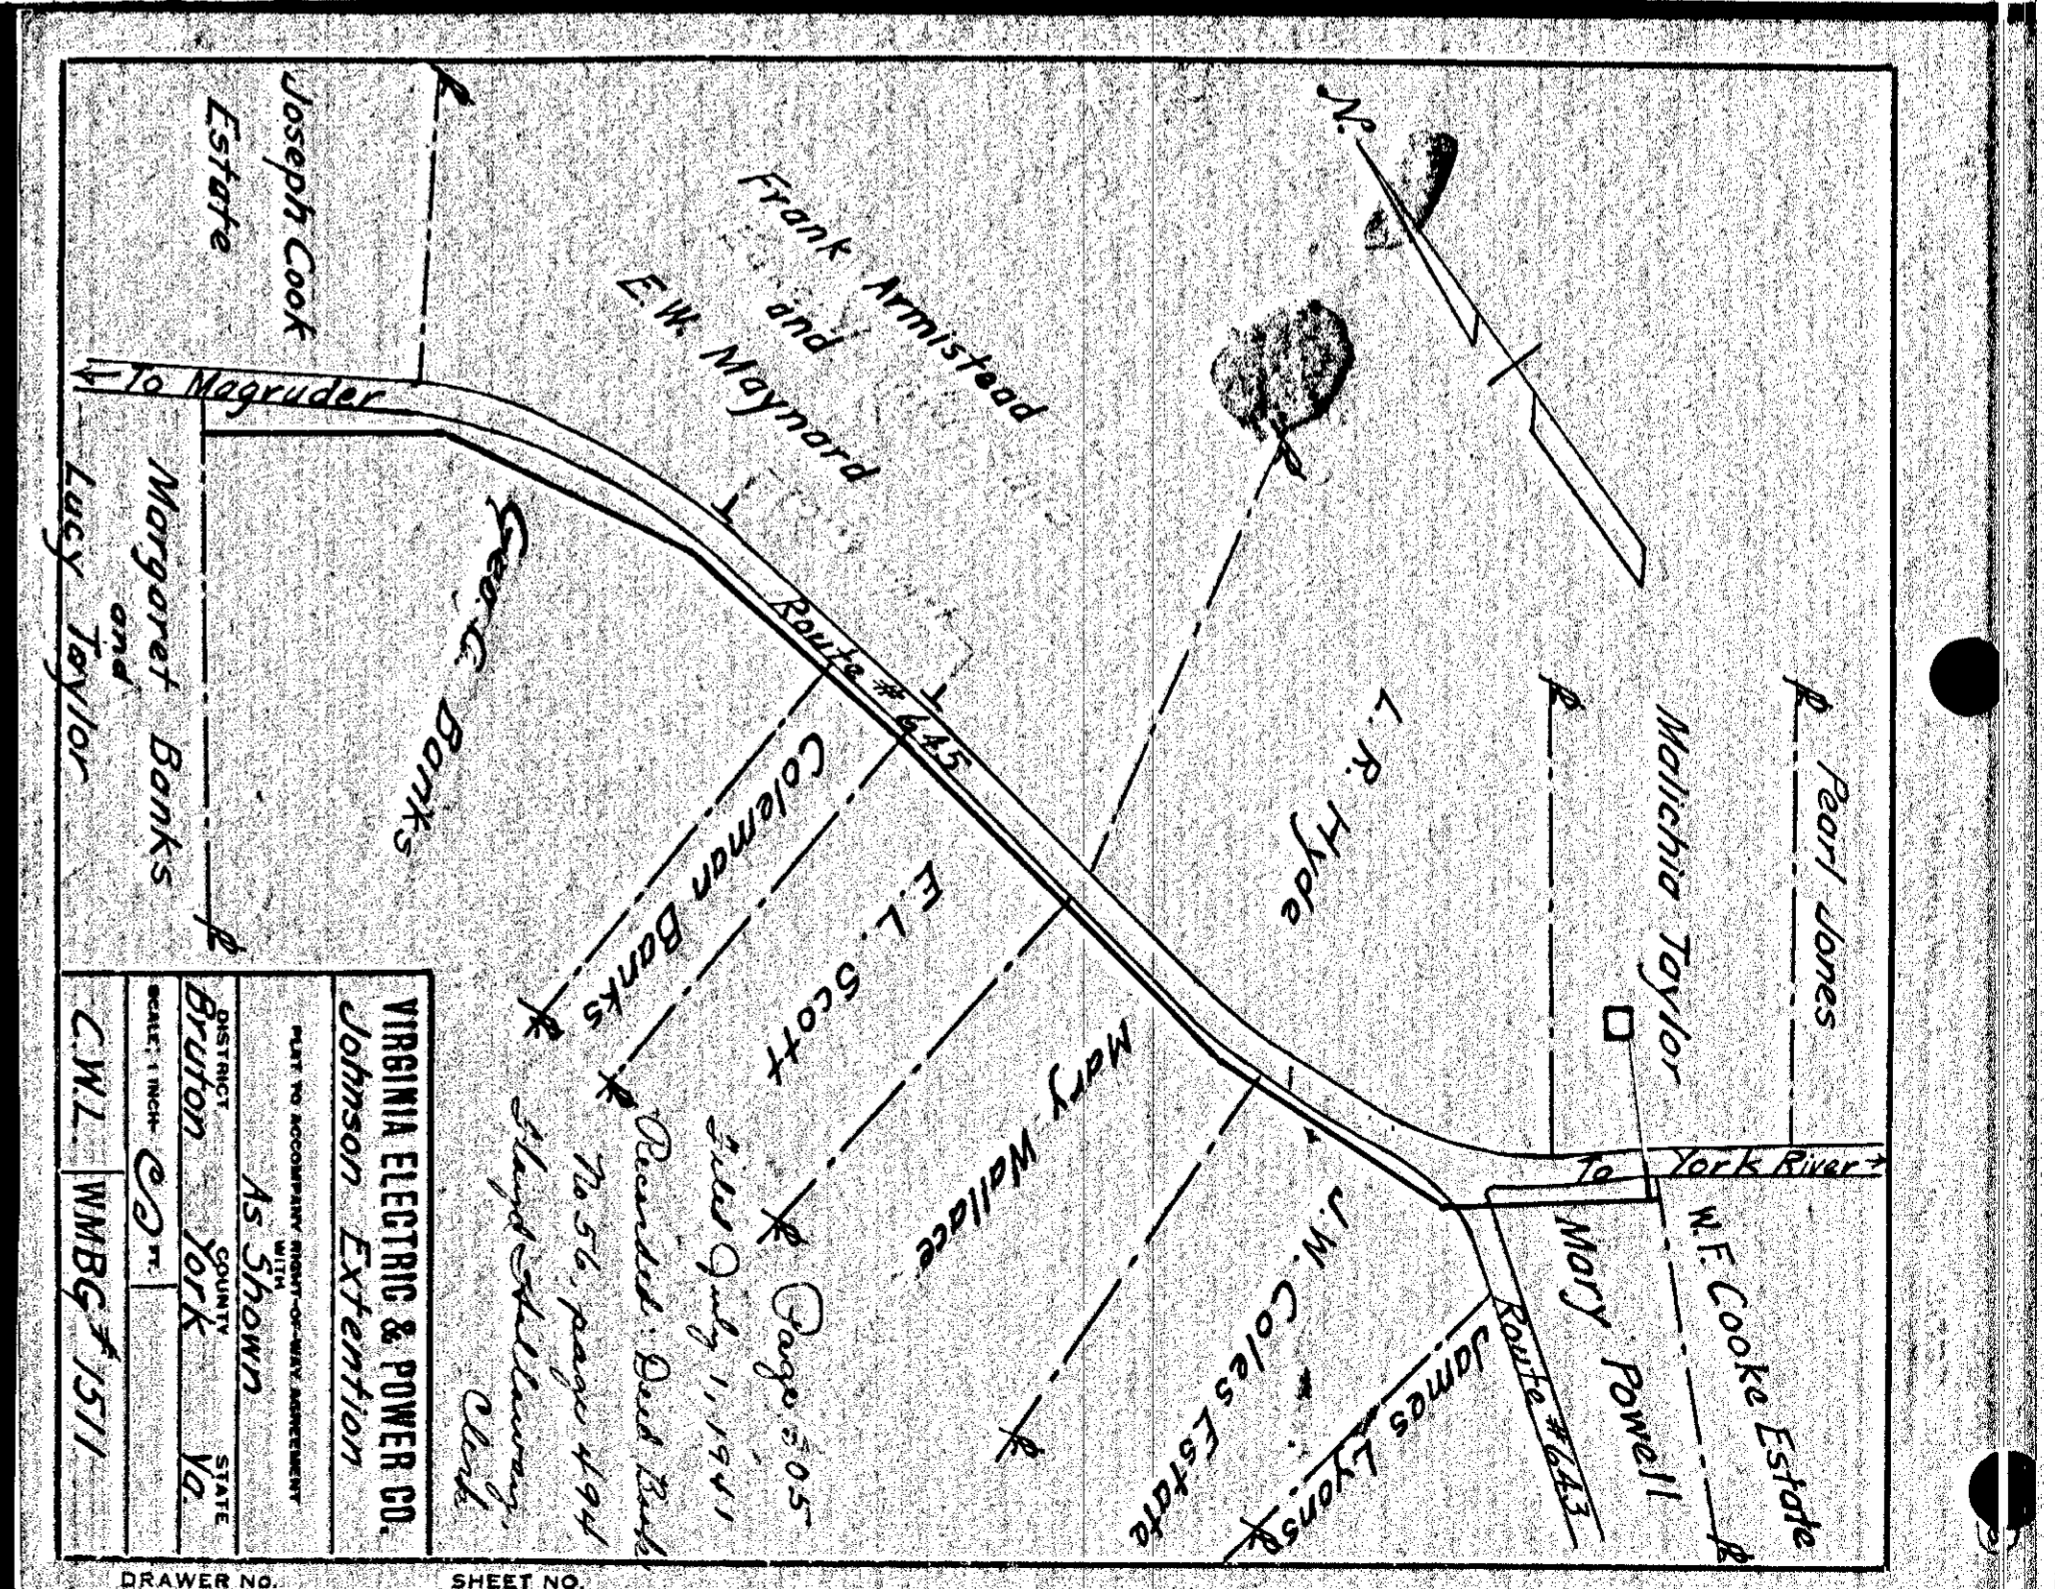 N.
Pearl Jones
Malichia Taylor
L. R. Hyde
Frank Armistead
and
E. W. Maynard
Joseph Cook
Estate
To Magruder
Route # 645
To York River
W. F. Cooke Estate
Mary Powell
Route #643
James Lyons
J. W. Coles Estate
Mary Wallace
E. L. Scott
Coleman Banks
Geo. C. Banks
Margaret Banks
and
Lucy Taylor
Page 305
Filed July 1, 1941
Recorded: Deed Book
No 56, page 494
Clerk
VIRGINIA ELECTRIC & POWER CO.
Johnson Extention
PLAT TO ACCOMPANY RIGHT-OF-WAY AGREEMENT
WITH
As Shown
DISTRICT COUNTY STATE
Bruton York Va.
SCALE: 1 INCH FT.
C.W.L. WMBG # 1511
DRAWER NO. SHEET NO.